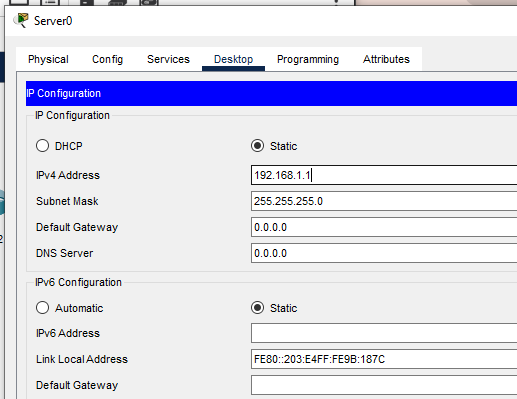 Server0
Physical Config Services Desktop Programming Attributes
IP Configuration
IP Configuration
DHCP Static
IPv4 Address 192.168.1.1
Subnet Mask 255.255.255.0
Default Gateway 0.0.0.0
DNS Server 0.0.0.0
IPv6 Configuration
Automatic Static
IPv6 Address
Link Local Address FE80::203:E4FF:FE9B:187C
Default Gateway
2